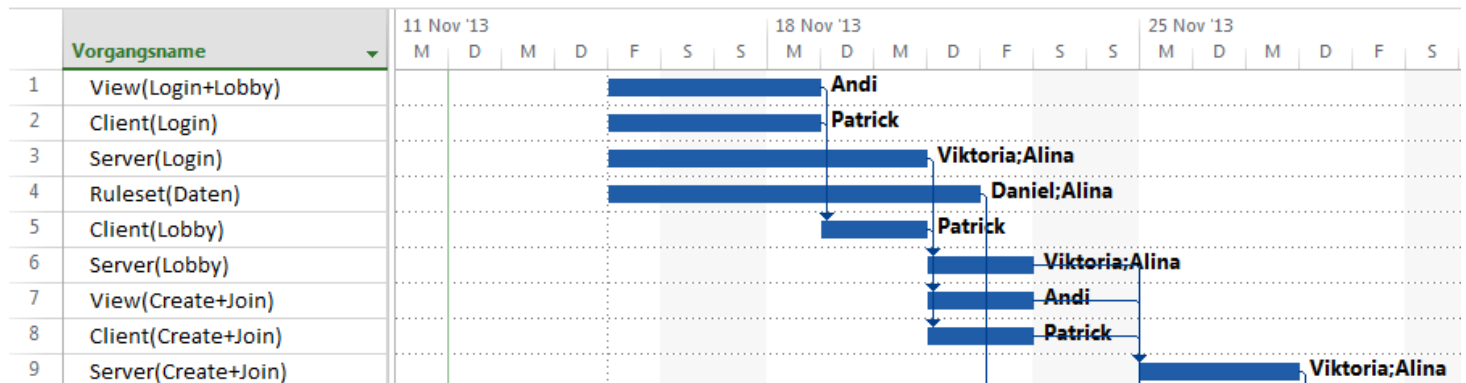 11 Nov '13 18 Nov '13 25 Nov '13
Vorgangsname M D M D F S S M D M D F S S M D M D F S
1 View(Login+Lobby) Andi
2 Client(Login) Patrick
3 Server(Login) Viktoria;Alina
4 Ruleset(Daten) Daniel;Alina
5 Client(Lobby) Patrick
6 Server(Lobby) Viktoria;Alina
7 View(Create+Join) Andi
8 Client(Create+Join) Patrick
9 Server(Create+Join) Viktoria;Alina